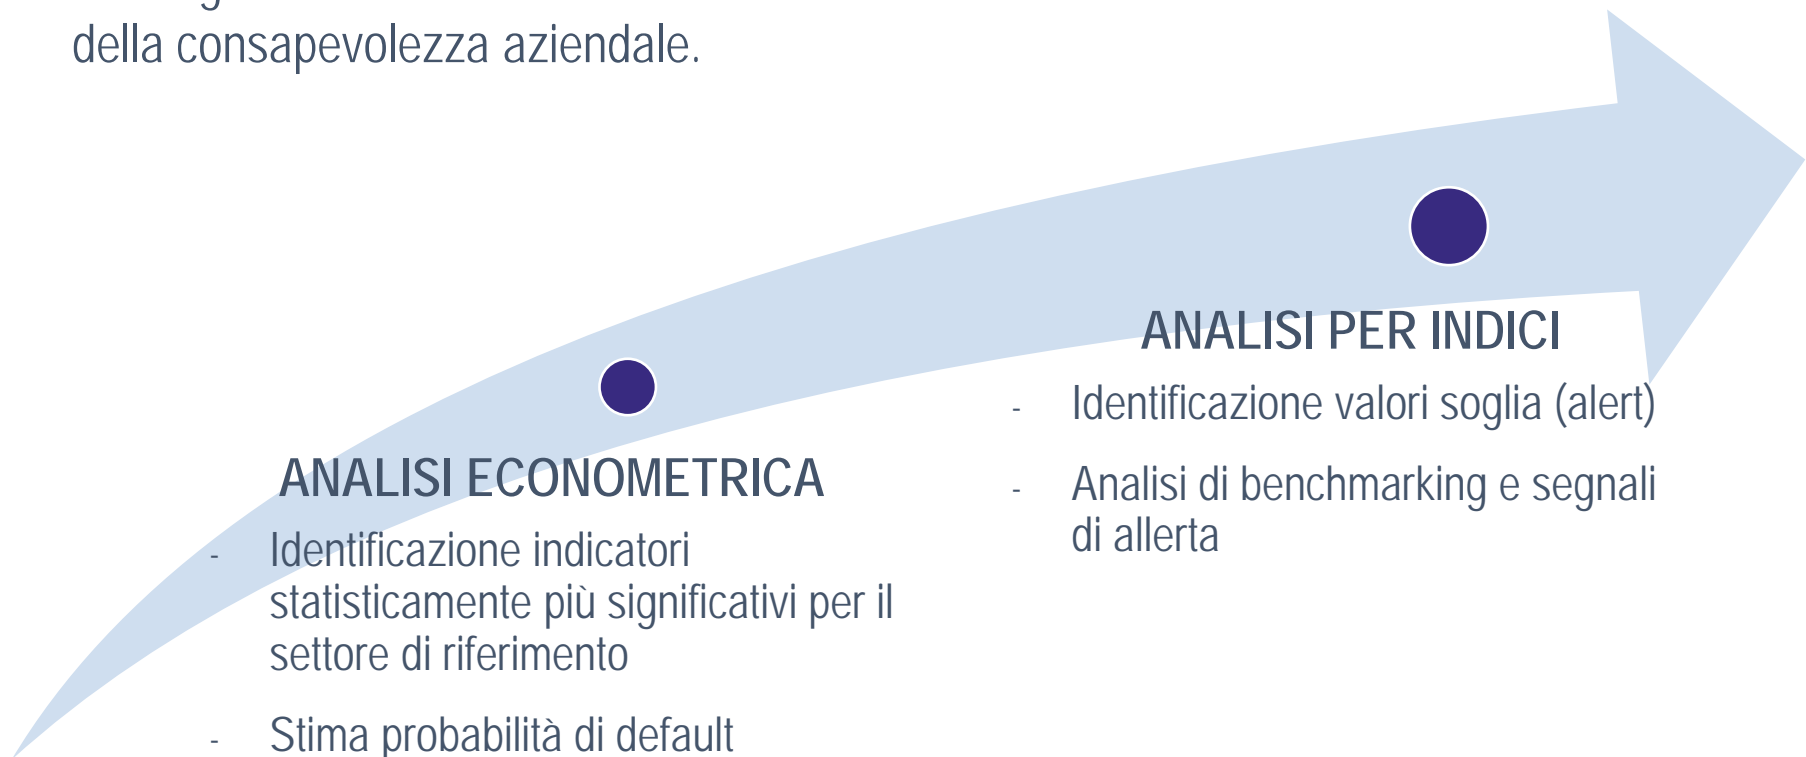 della consapevolezza aziendale.
ANALISI PER INDICI
- Identificazione valori soglia (alert)
- Analisi di benchmarking e segnali
di allerta
ANALISI ECONOMETRICA
- Identificazione indicatori
statisticamente più significativi per il
settore di riferimento
- Stima probabilità di default